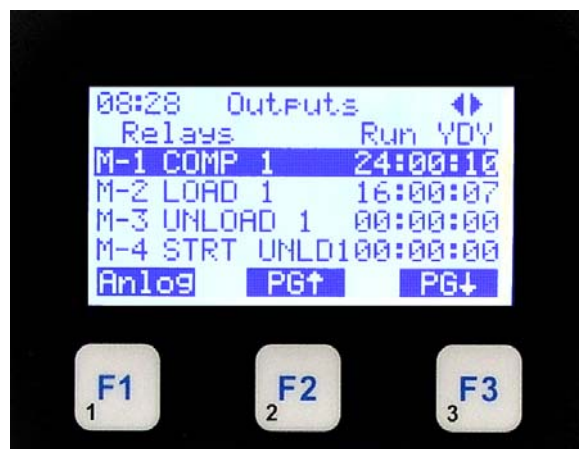 08:28 Outputs
Relays Run YDY
M-1 COMP 1 24:00:10
M-2 LOAD 1 16:00:07
M-3 UNLOAD 1 00:00:00
M-4 STRT UNLD100:00:00
Anlog PG↑ PG↓
F1 F2 F3
1 2 3